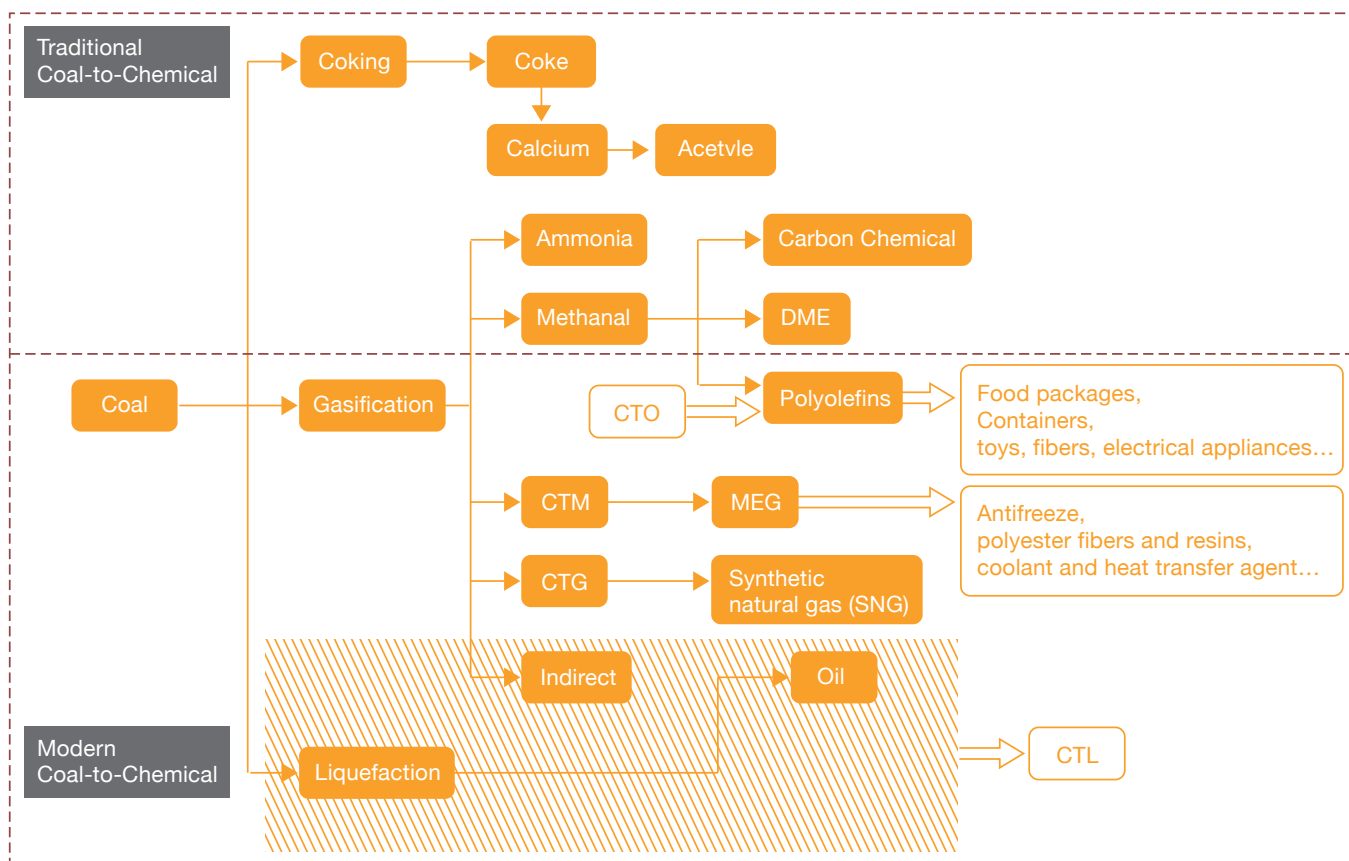 Traditional
Coal-to-Chemical
Coking
Coke
Calcium
Acetvle
Ammonia
Carbon Chemical
Methanal
DME
Coal
Gasification
CTO
Polyolefins
Food packages,
Containers,
toys, fibers, electrical appliances…
CTM
MEG
Antifreeze,
polyester fibers and resins,
coolant and heat transfer agent…
CTG
Synthetic
natural gas (SNG)
Indirect
Oil
Modern
Coal-to-Chemical
Liquefaction
CTL